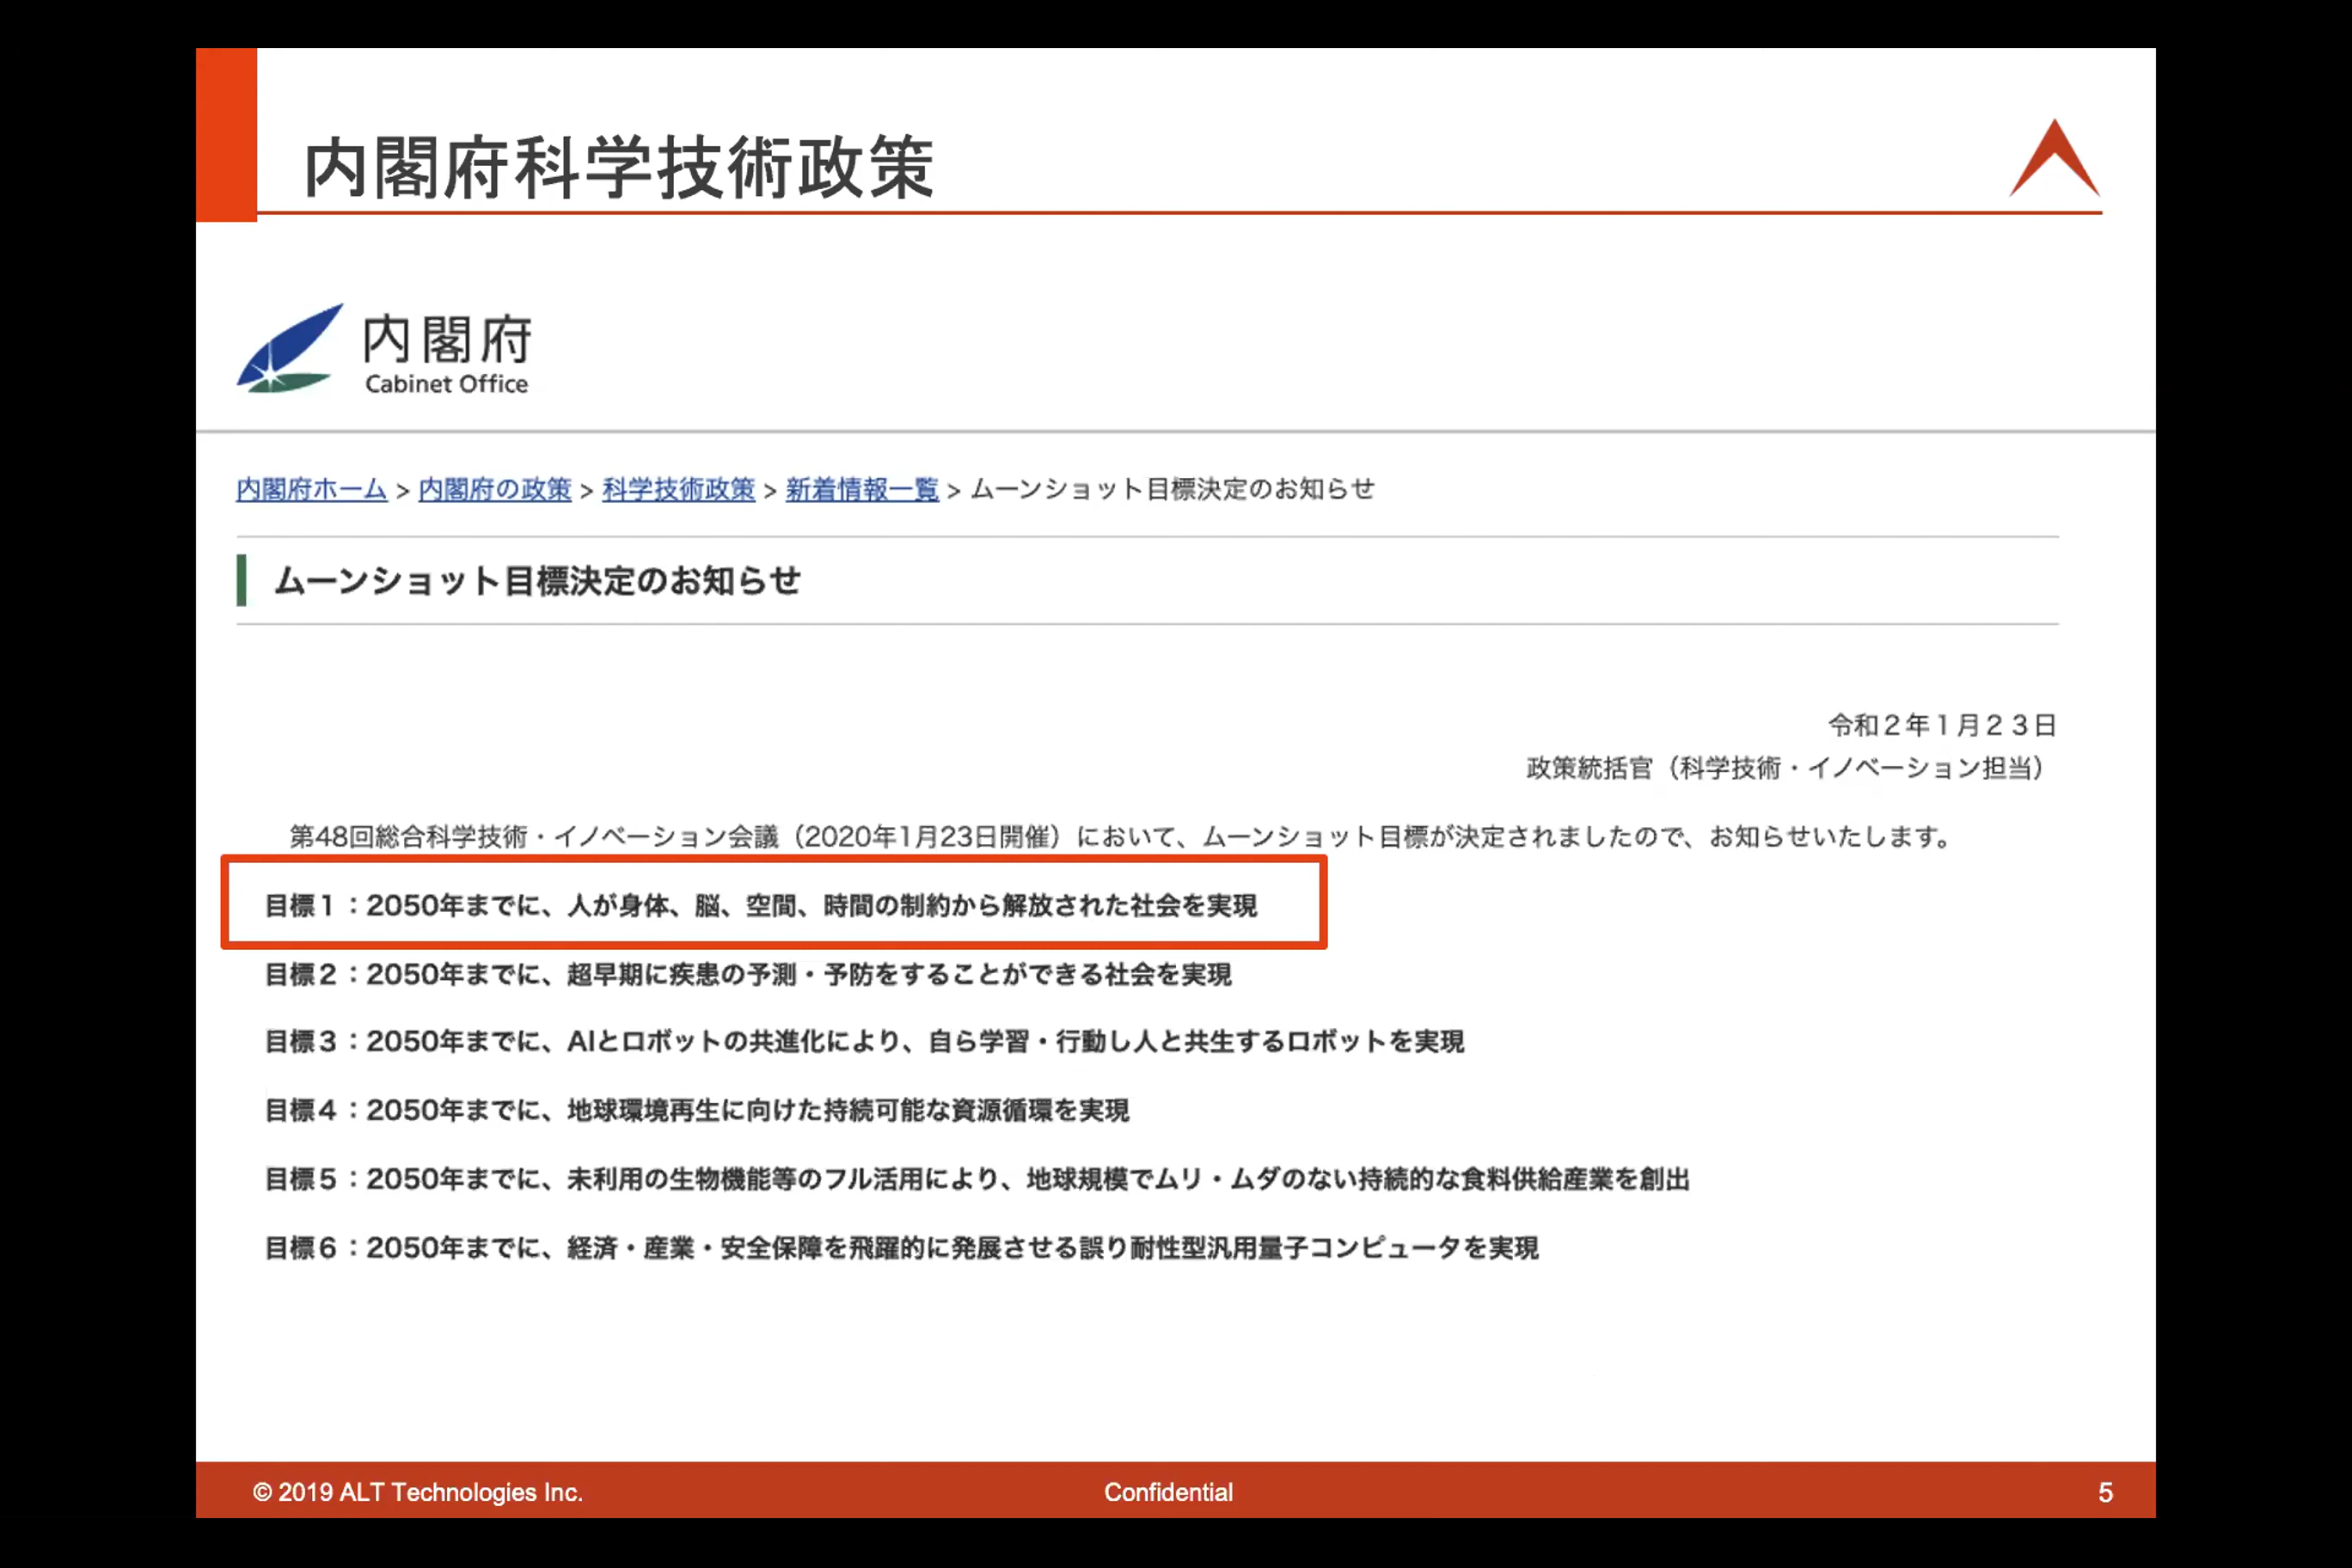 内閣府科学技術政策
内閣府
Cabinet Office
内閣府ホーム > 内閣府の政策 > 科学技術政策 > 新着情報一覧 > ムーンショット目標決定のお知らせ
ムーンショット目標決定のお知らせ
令和２年１月２３日
政策統括官（科学技術・イノベーション担当）
第48回総合科学技術・イノベーション会議（2020年1月23日開催）において、ムーンショット目標が決定されましたので、お知らせいたします。
目標１：2050年までに、人が身体、脳、空間、時間の制約から解放された社会を実現
目標２：2050年までに、超早期に疾患の予測・予防をすることができる社会を実現
目標３：2050年までに、AIとロボットの共進化により、自ら学習・行動し人と共生するロボットを実現
目標４：2050年までに、地球環境再生に向けた持続可能な資源循環を実現
目標５：2050年までに、未利用の生物機能等のフル活用により、地球規模でムリ・ムダのない持続的な食料供給産業を創出
目標６：2050年までに、経済・産業・安全保障を飛躍的に発展させる誤り耐性型汎用量子コンピュータを実現
© 2019 ALT Technologies Inc.
Confidential
5